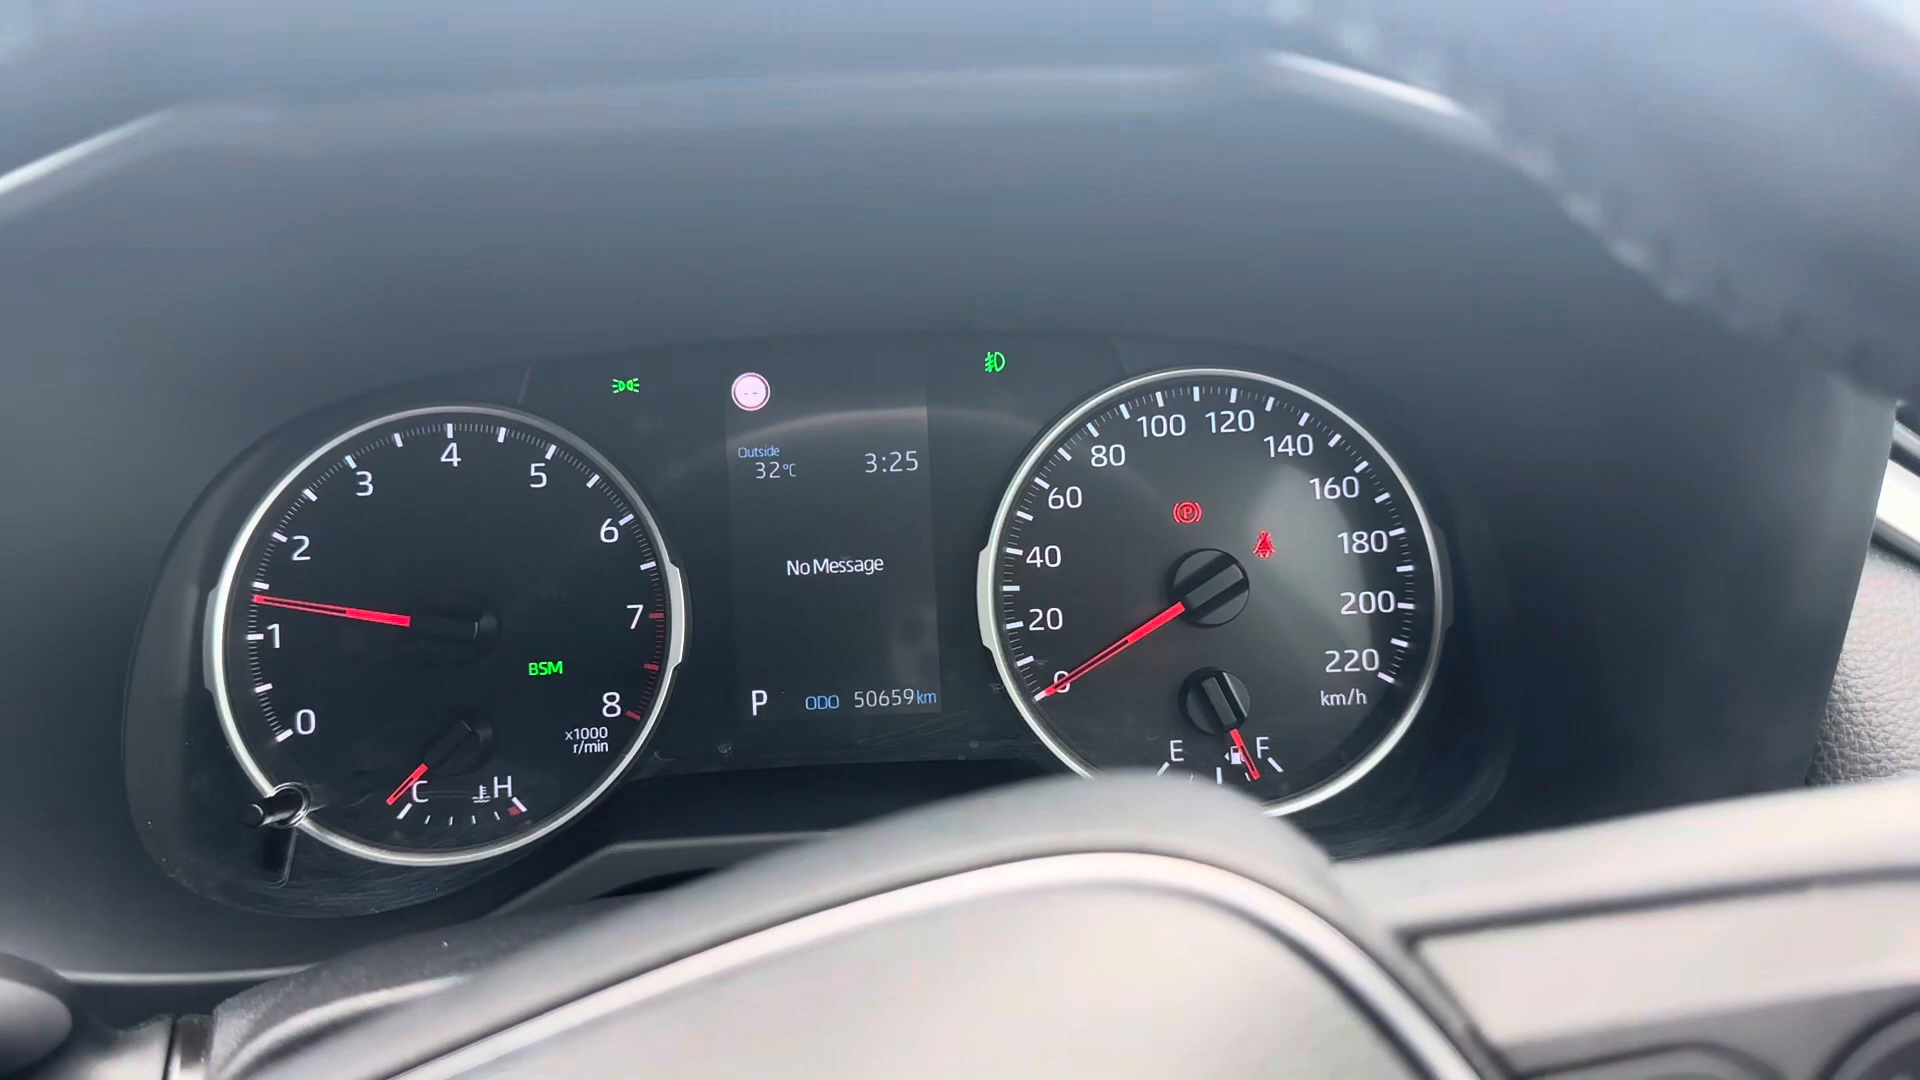 0
1
2
3
4
5
6
7
8
x1000
r/min
BSM
C
H
--
Outside
32°C
3:25
No Message
P ODO 50659km
0
20
40
60
80
100
120
140
160
180
200
220
km/h
P
E
F